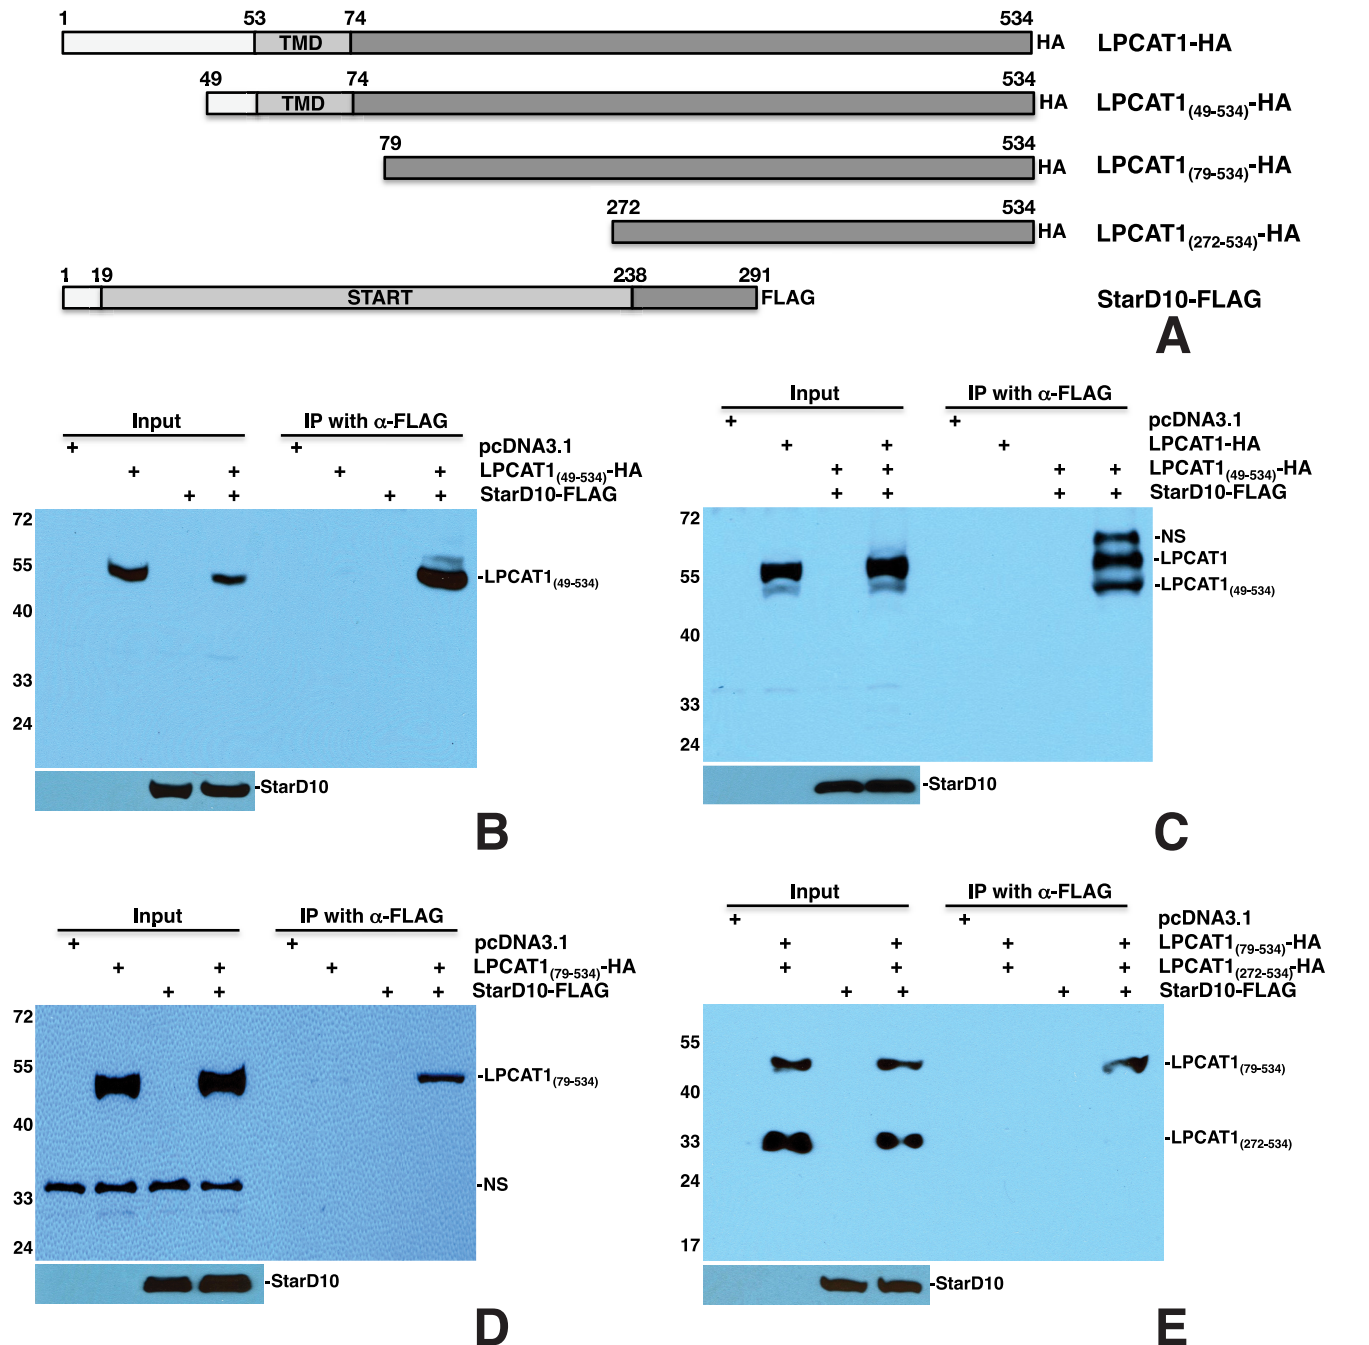 1 53 74 534
TMD HA LPCAT1-HA
49 74 534
TMD HA LPCAT1(49-534)-HA
79 534
HA LPCAT1(79-534)-HA
272 534
HA LPCAT1(272-534)-HA
1 19 238 291
START FLAG StarD10-FLAG
A
Input IP with α-FLAG
+ + pcDNA3.1
+ + + + LPCAT1(49-534)-HA
+ + + + StarD10-FLAG
72
55
-LPCAT1(49-534)
40
33
24
-StarD10
B
Input IP with α-FLAG
+ + pcDNA3.1
+ + + LPCAT1-HA
+ + + + LPCAT1(49-534)-HA
+ + + + StarD10-FLAG
72
-NS
-LPCAT1
55
-LPCAT1(49-534)
40
33
24
-StarD10
C
Input IP with α-FLAG
+ + pcDNA3.1
+ + + + LPCAT1(79-534)-HA
+ + + + StarD10-FLAG
72
55
-LPCAT1(79-534)
40
-NS
33
24
-StarD10
D
Input IP with α-FLAG
+ + pcDNA3.1
+ + + + LPCAT1(79-534)-HA
+ + + + LPCAT1(272-534)-HA
+ + + + StarD10-FLAG
55
-LPCAT1(79-534)
40
33
-LPCAT1(272-534)
24
17
-StarD10
E